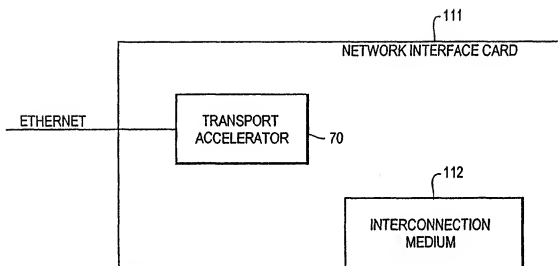 111
NETWORK INTERFACE CARD
ETHERNET
TRANSPORT
ACCELERATOR
70
112
INTERCONNECTION
MEDIUM